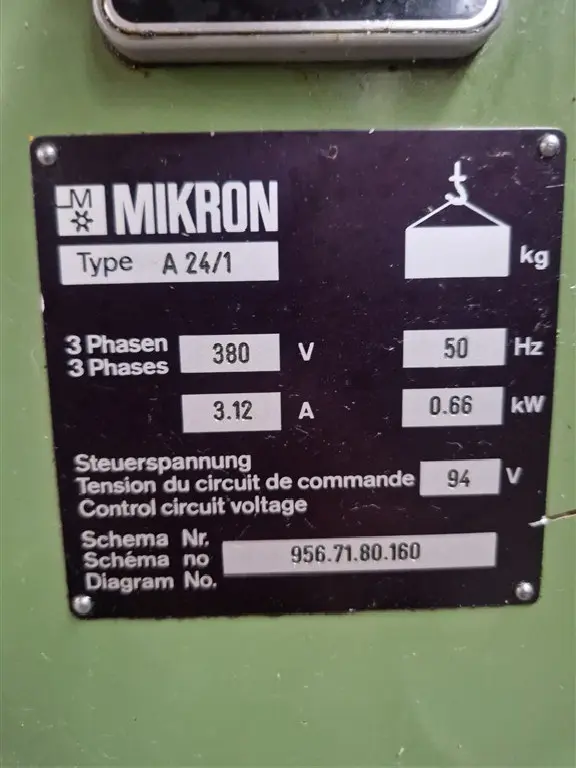 M MIKRON
Type A 24/1
kg
3 Phasen
3 Phases
380 V
50 Hz
3.12 A
0.66 kW
Steuerspannung
Tension du circuit de commande
Control circuit voltage
94 V
Schema Nr.
Schéma no
Diagram No.
956.71.80.160